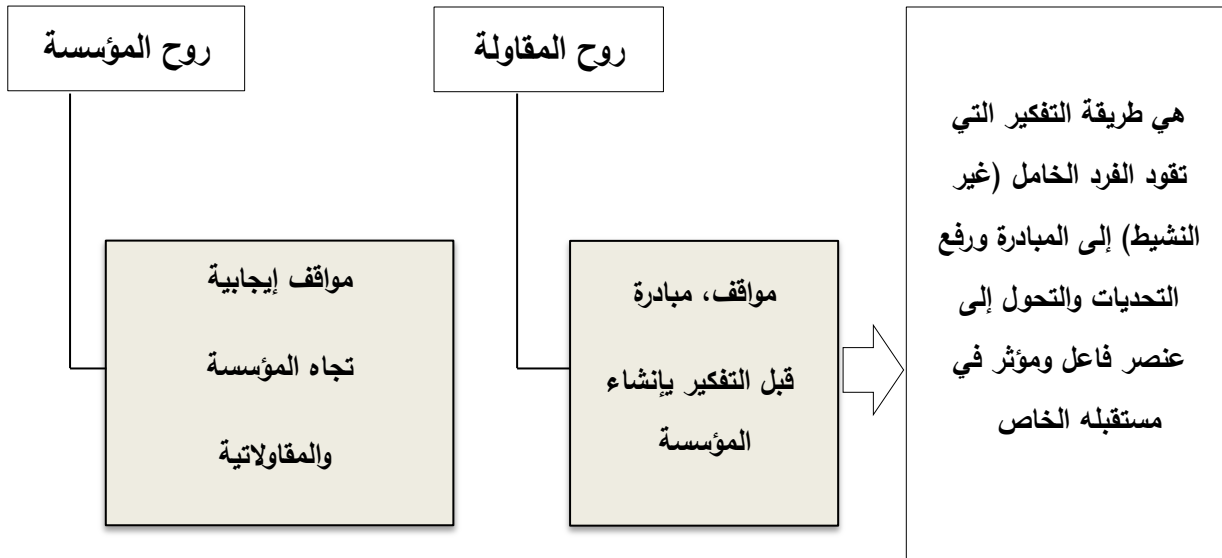 روح المؤسسة
روح المقاولة
مواقف إيجابية
تجاه المؤسسة
والمقاولاتية
مواقف، مبادرة
قبل التفكير يإنشاء
المؤسسة
هي طريقة التفكير التي
تقود الفرد الخامل (غير
النشيط) إلى المبادرة ورفع
التحديات والتحول إلى
عنصر فاعل ومؤثر في
مستقبله الخاص